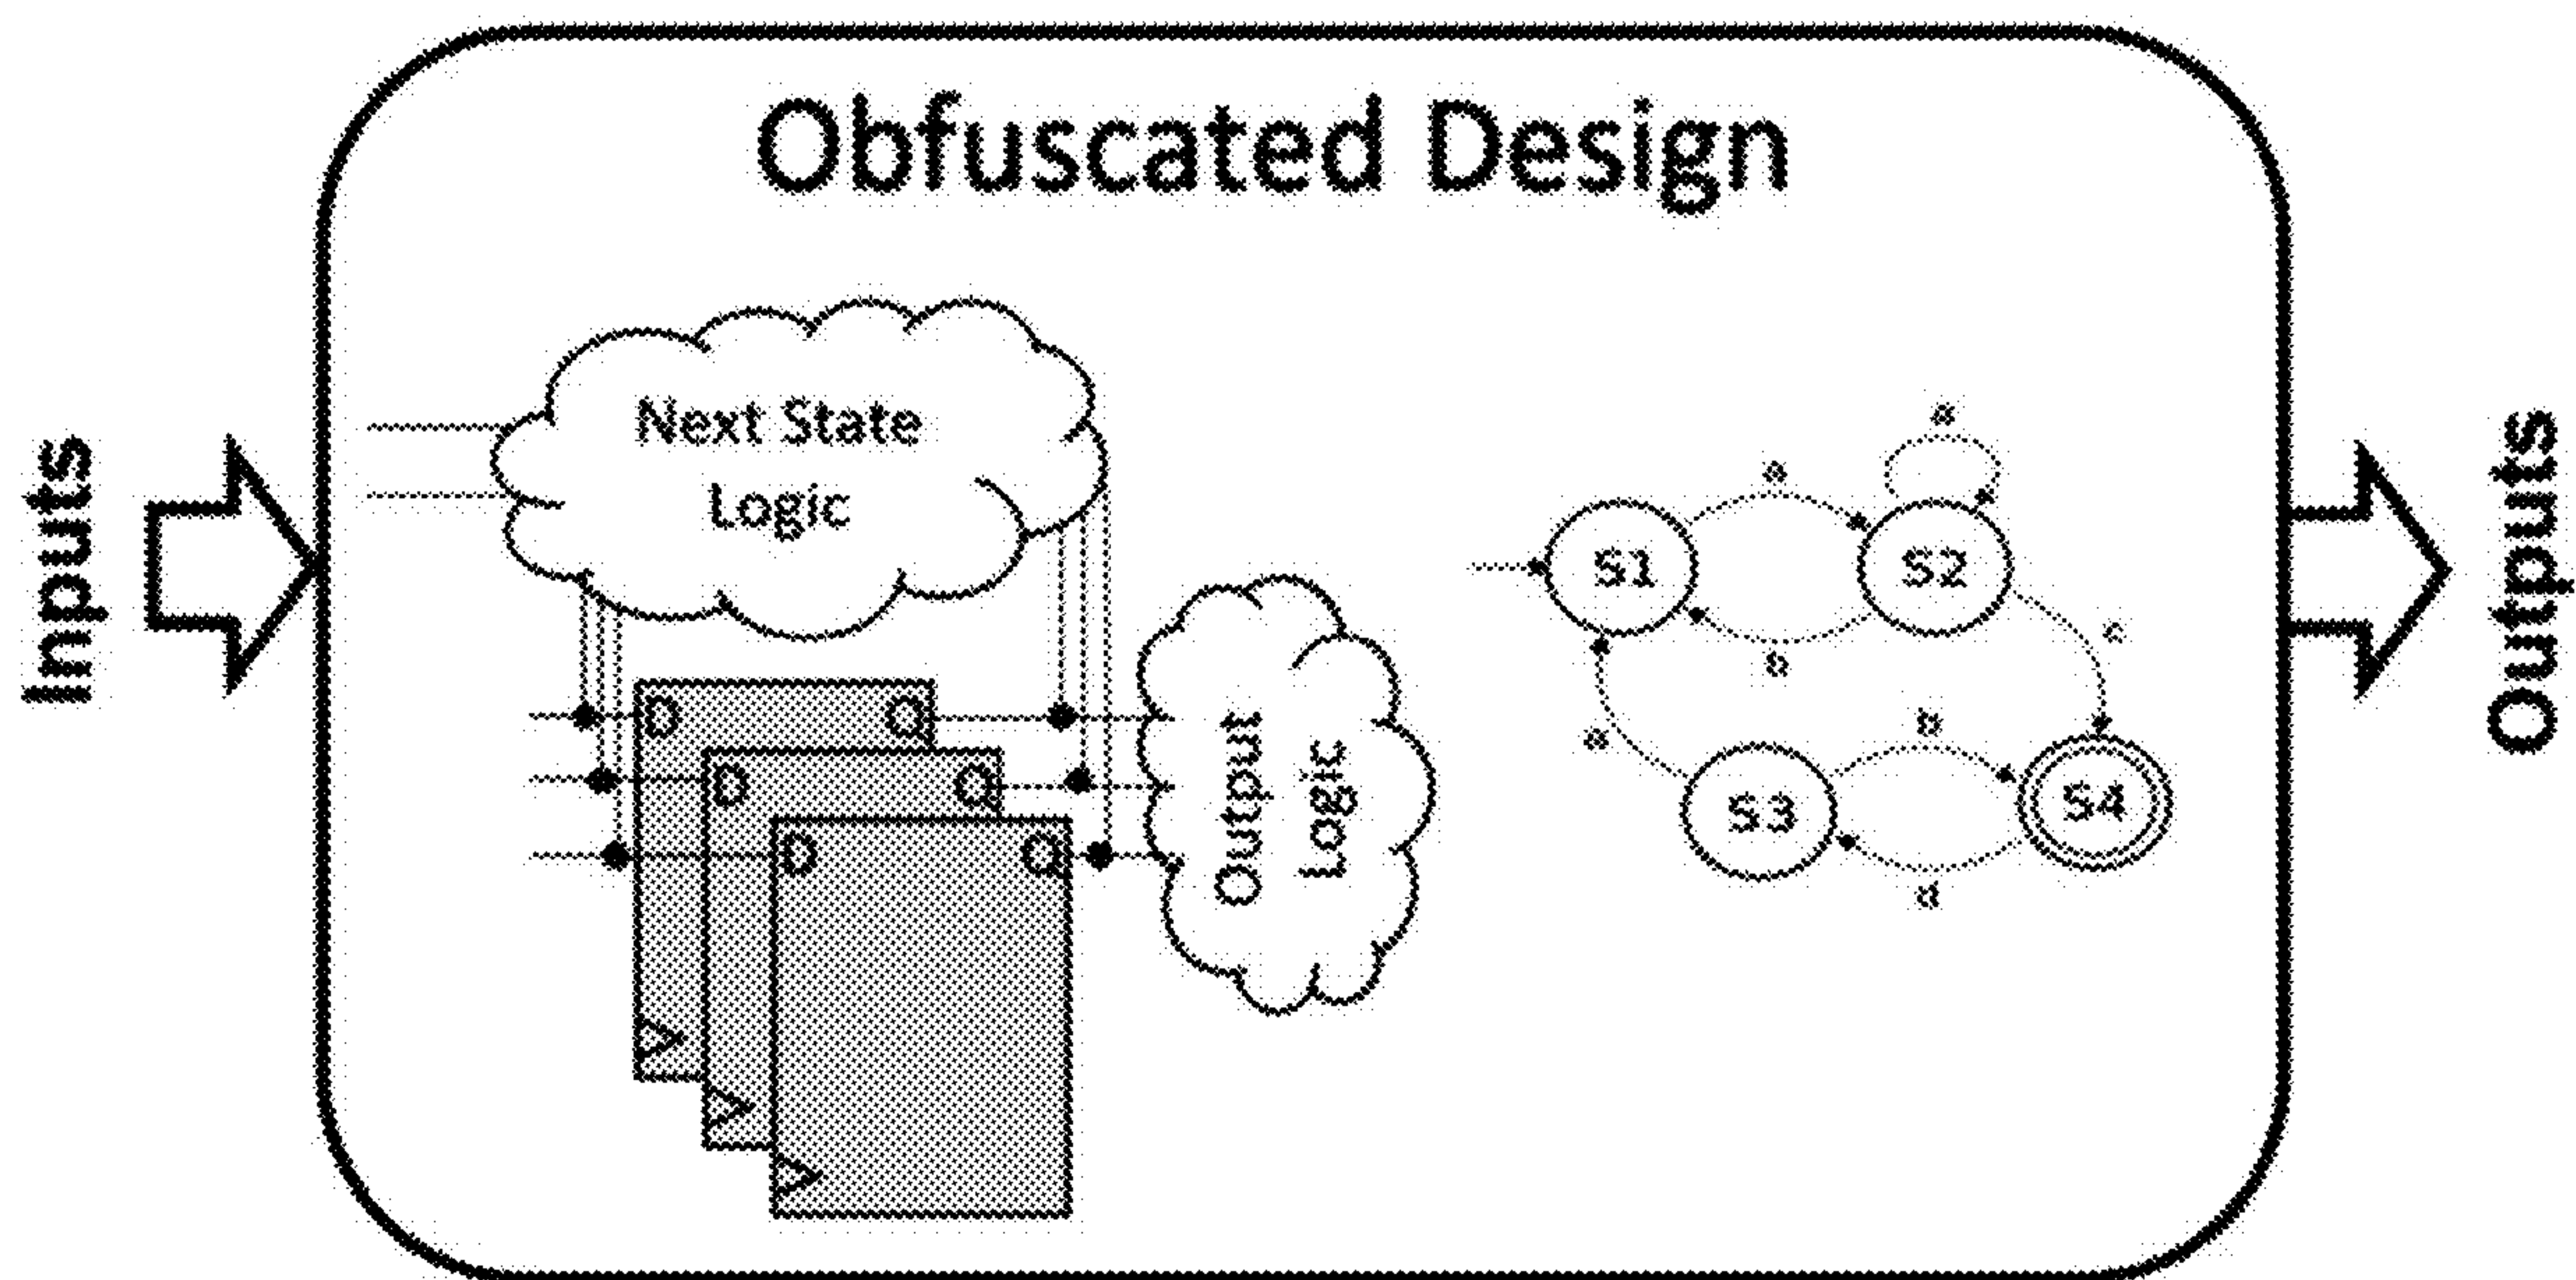 Obfuscated Design
Inputs
Next State
Logic
D Q
D Q
D Q
Output
Logic
a
a
S1
S2
b
c
a
b
S3
S4
d
Outputs